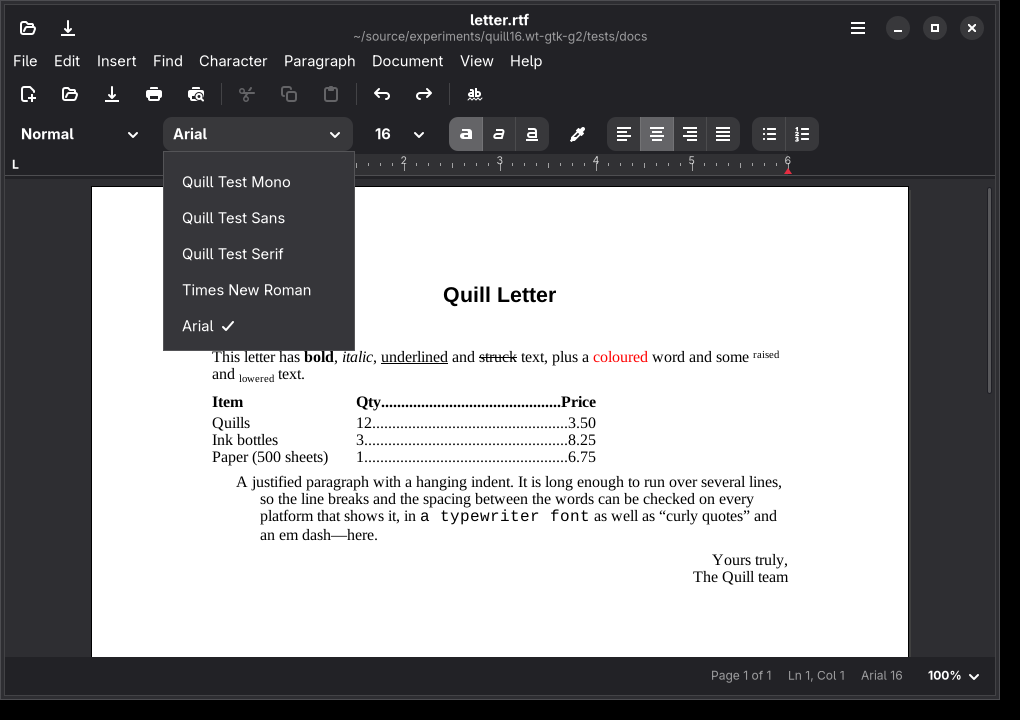 letter.rtf
~/source/experiments/quill16.wt-gtk-g2/tests/docs
File Edit Insert Find Character Paragraph Document View Help
ab
Normal Arial 16 a a a
L 2 3 4 5 6
Quill Test Mono
Quill Test Sans
Quill Test Serif
Times New Roman
Arial
Quill Letter
This letter has bold, italic, underlined and struck text, plus a coloured word and some raised
and lowered text.
Item Qty.............................................Price
Quills 12.................................................3.50
Ink bottles 3...................................................8.25
Paper (500 sheets) 1...................................................6.75
A justified paragraph with a hanging indent. It is long enough to run over several lines,
so the line breaks and the spacing between the words can be checked on every
platform that shows it, in a typewriter font as well as “curly quotes” and
an em dash—here.
Yours truly,
The Quill team
Page 1 of 1 Ln 1, Col 1 Arial 16 100%